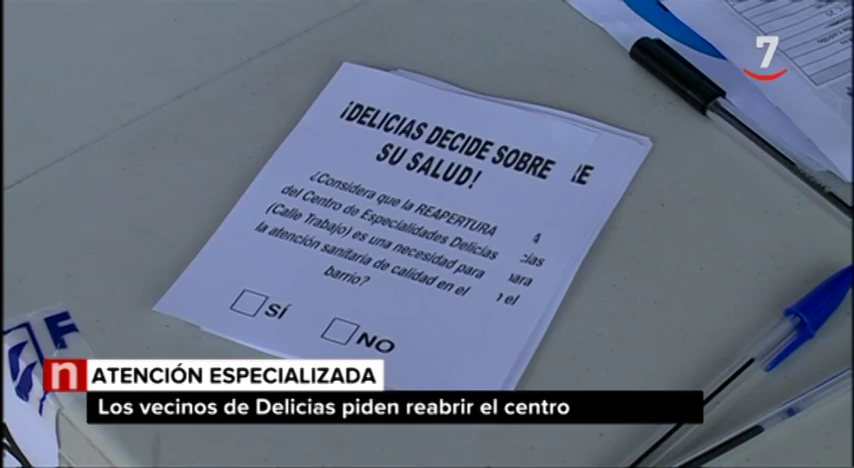 7
¡DELICIAS DECIDE SOBRE
SU SALUD!
¿Considera que la REAPERTURA
del Centro de Especialidades Delicias
(Calle Trabajo) es una necesidad para
la atención sanitaria de calidad en el
barrio?
SÍ
NO
n ATENCIÓN ESPECIALIZADA
Los vecinos de Delicias piden reabrir el centro